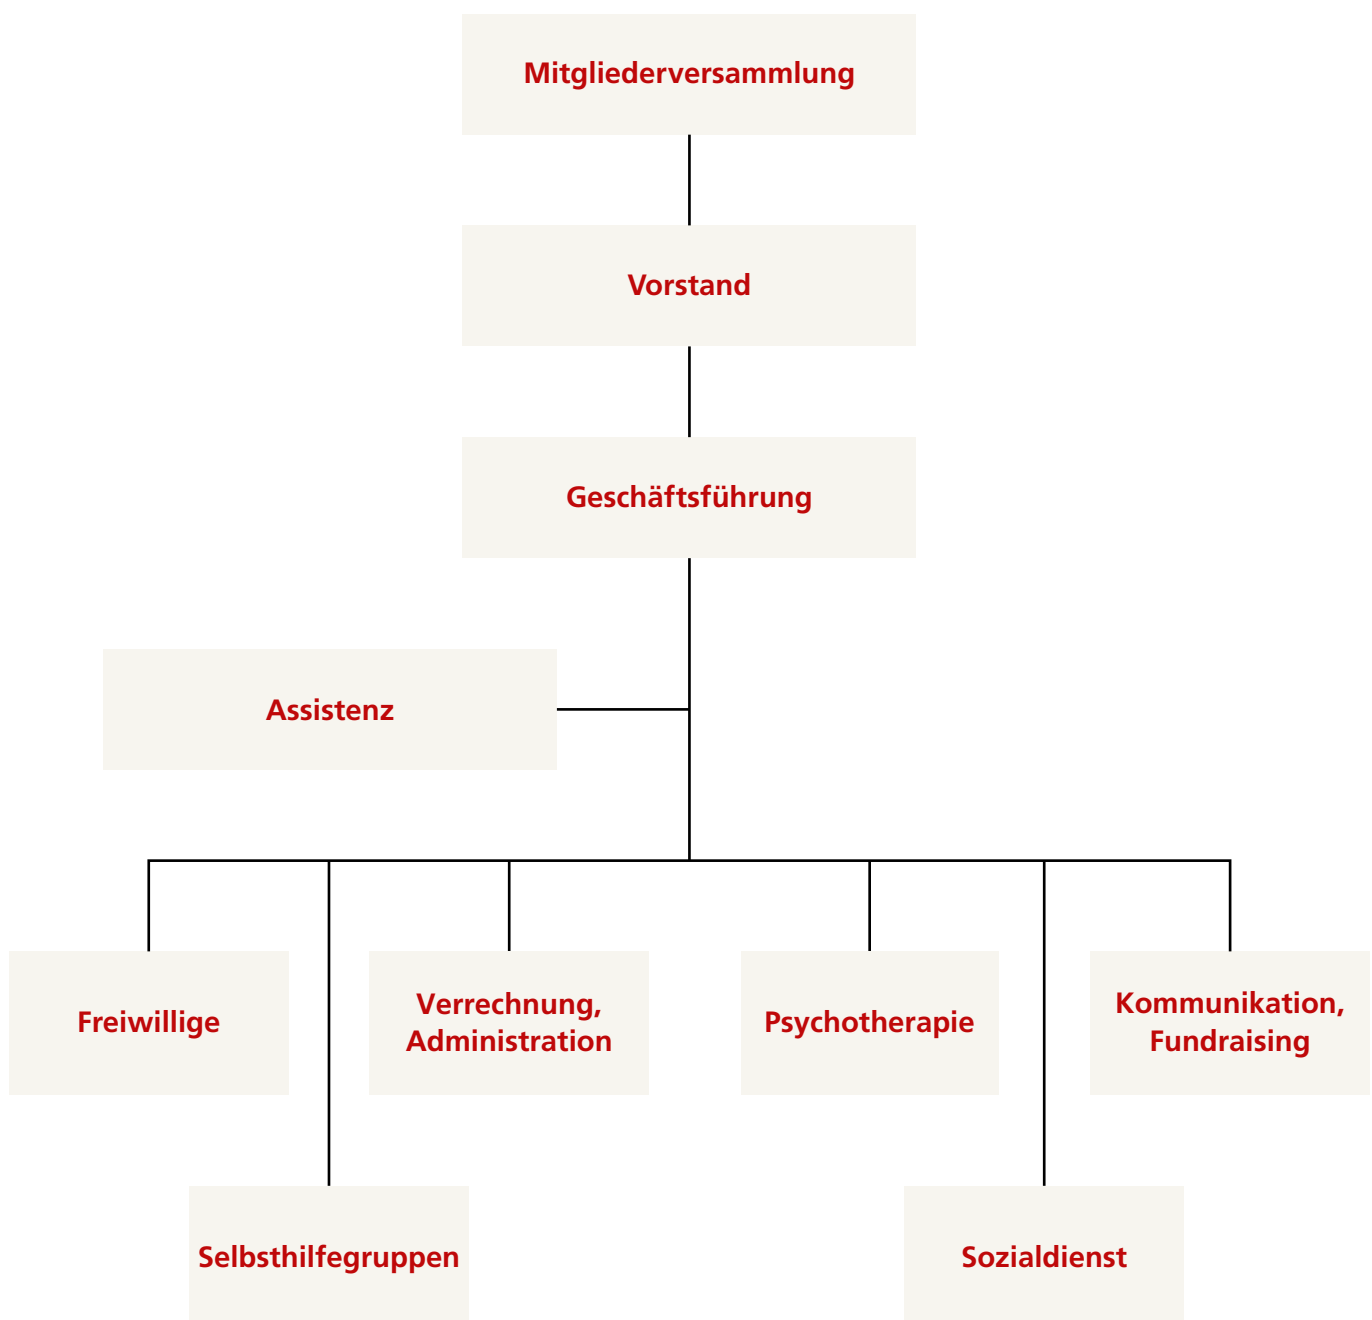 Mitgliederversammlung
Vorstand
Geschäftsführung
Assistenz
Freiwillige
Verrechnung,
Administration
Psychotherapie
Kommunikation,
Fundraising
Selbsthilfegruppen
Sozialdienst